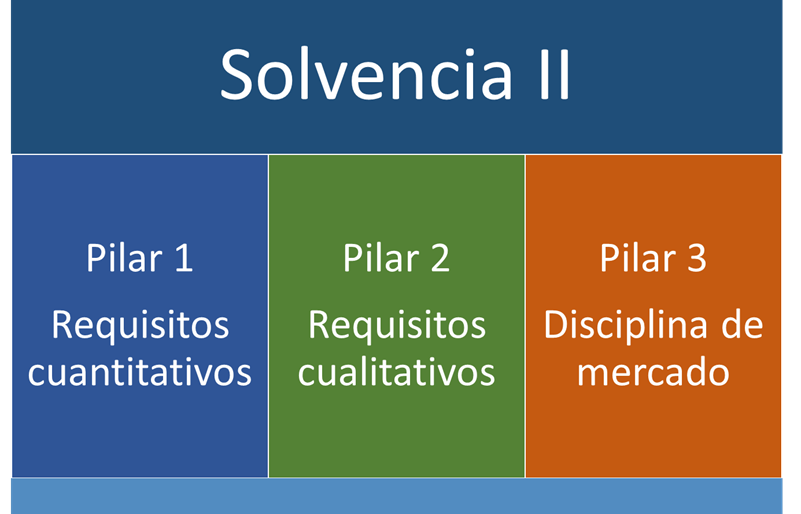 Solvencia II
Pilar 1
Requisitos
cuantitativos
Pilar 2
Requisitos
cualitativos
Pilar 3
Disciplina de
mercado